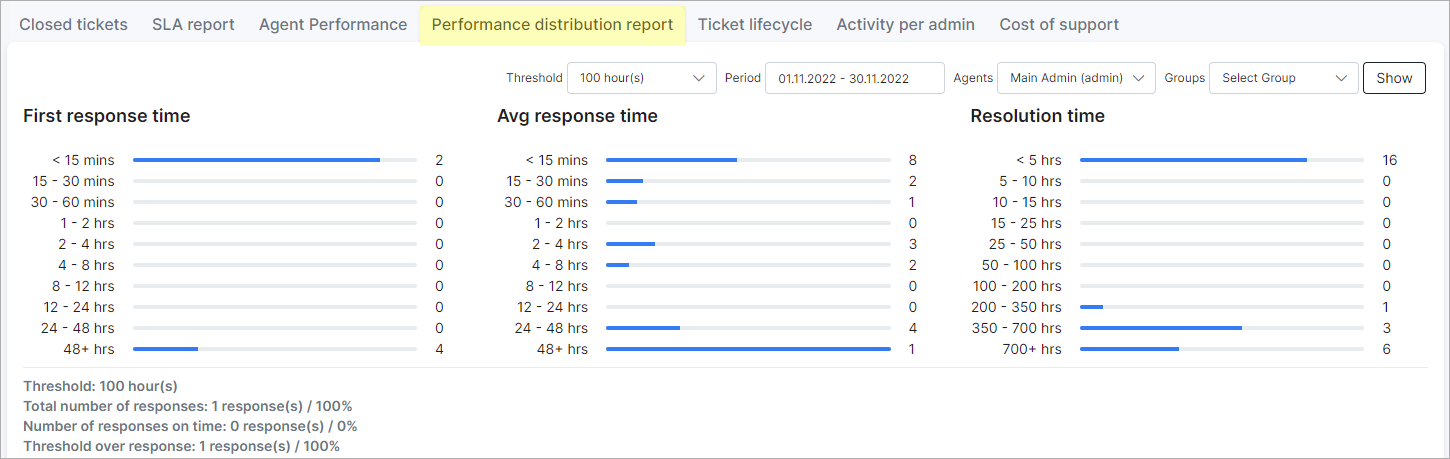 Closed tickets SLA report Agent Performance Performance distribution report Ticket lifecycle Activity per admin Cost of support
Threshold 100 hour(s) Period 01.11.2022 - 30.11.2022 Agents Main Admin (admin) Groups Select Group Show
First response time Avg response time Resolution time
< 15 mins 2 < 15 mins 8 < 5 hrs 16
15 - 30 mins 0 15 - 30 mins 2 5 - 10 hrs 0
30 - 60 mins 0 30 - 60 mins 1 10 - 15 hrs 0
1 - 2 hrs 0 1 - 2 hrs 0 15 - 25 hrs 0
2 - 4 hrs 0 2 - 4 hrs 3 25 - 50 hrs 0
4 - 8 hrs 0 4 - 8 hrs 2 50 - 100 hrs 0
8 - 12 hrs 0 8 - 12 hrs 0 100 - 200 hrs 0
12 - 24 hrs 0 12 - 24 hrs 0 200 - 350 hrs 1
24 - 48 hrs 0 24 - 48 hrs 4 350 - 700 hrs 3
48+ hrs 4 48+ hrs 1 700+ hrs 6
Threshold: 100 hour(s)
Total number of responses: 1 response(s) / 100%
Number of responses on time: 0 response(s) / 0%
Threshold over response: 1 response(s) / 100%